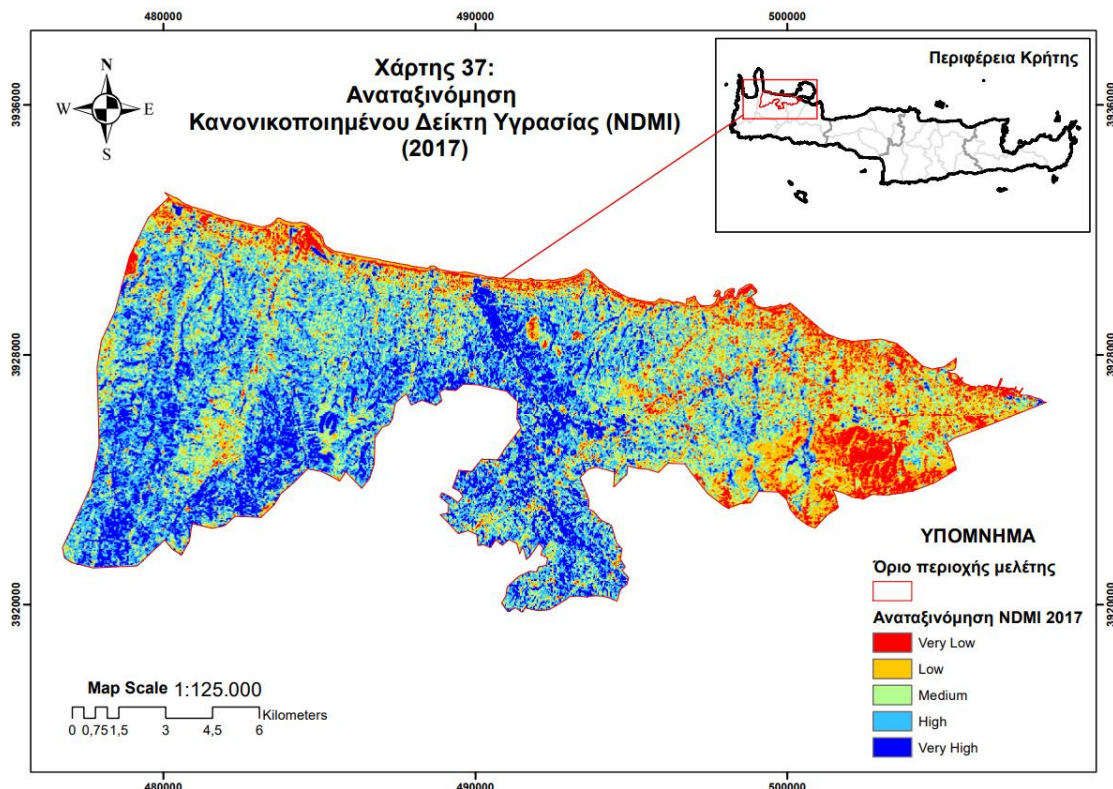 480000
490000
500000
Χάρτης 37:
Αναταξινόμηση
Κανονικοποιημένου Δείκτη Υγρασίας (NDMI)
(2017)
N
W
E
S
Περιφέρεια Κρήτης
3936000
3936000
3928000
3928000
3920000
3920000
ΥΠΟΜΝΗΜΑ
Όριο περιοχής μελέτης
Αναταξινόμηση NDMI 2017
Very Low
Low
Medium
High
Very High
Map Scale 1:125.000
Kilometers
0 0,75 1,5 3 4,5 6
480000
490000
500000